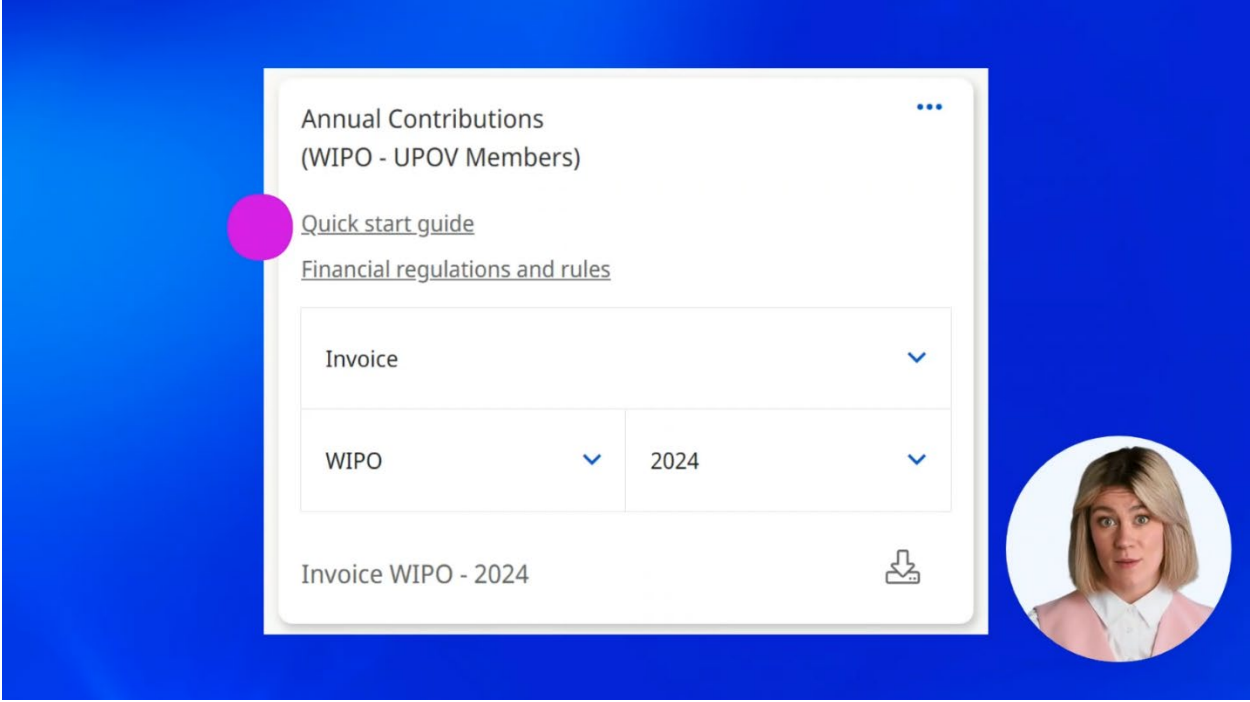 Annual Contributions
(WIPO - UPOV Members)
Quick start guide
Financial regulations and rules
Invoice
WIPO
2024
Invoice WIPO - 2024